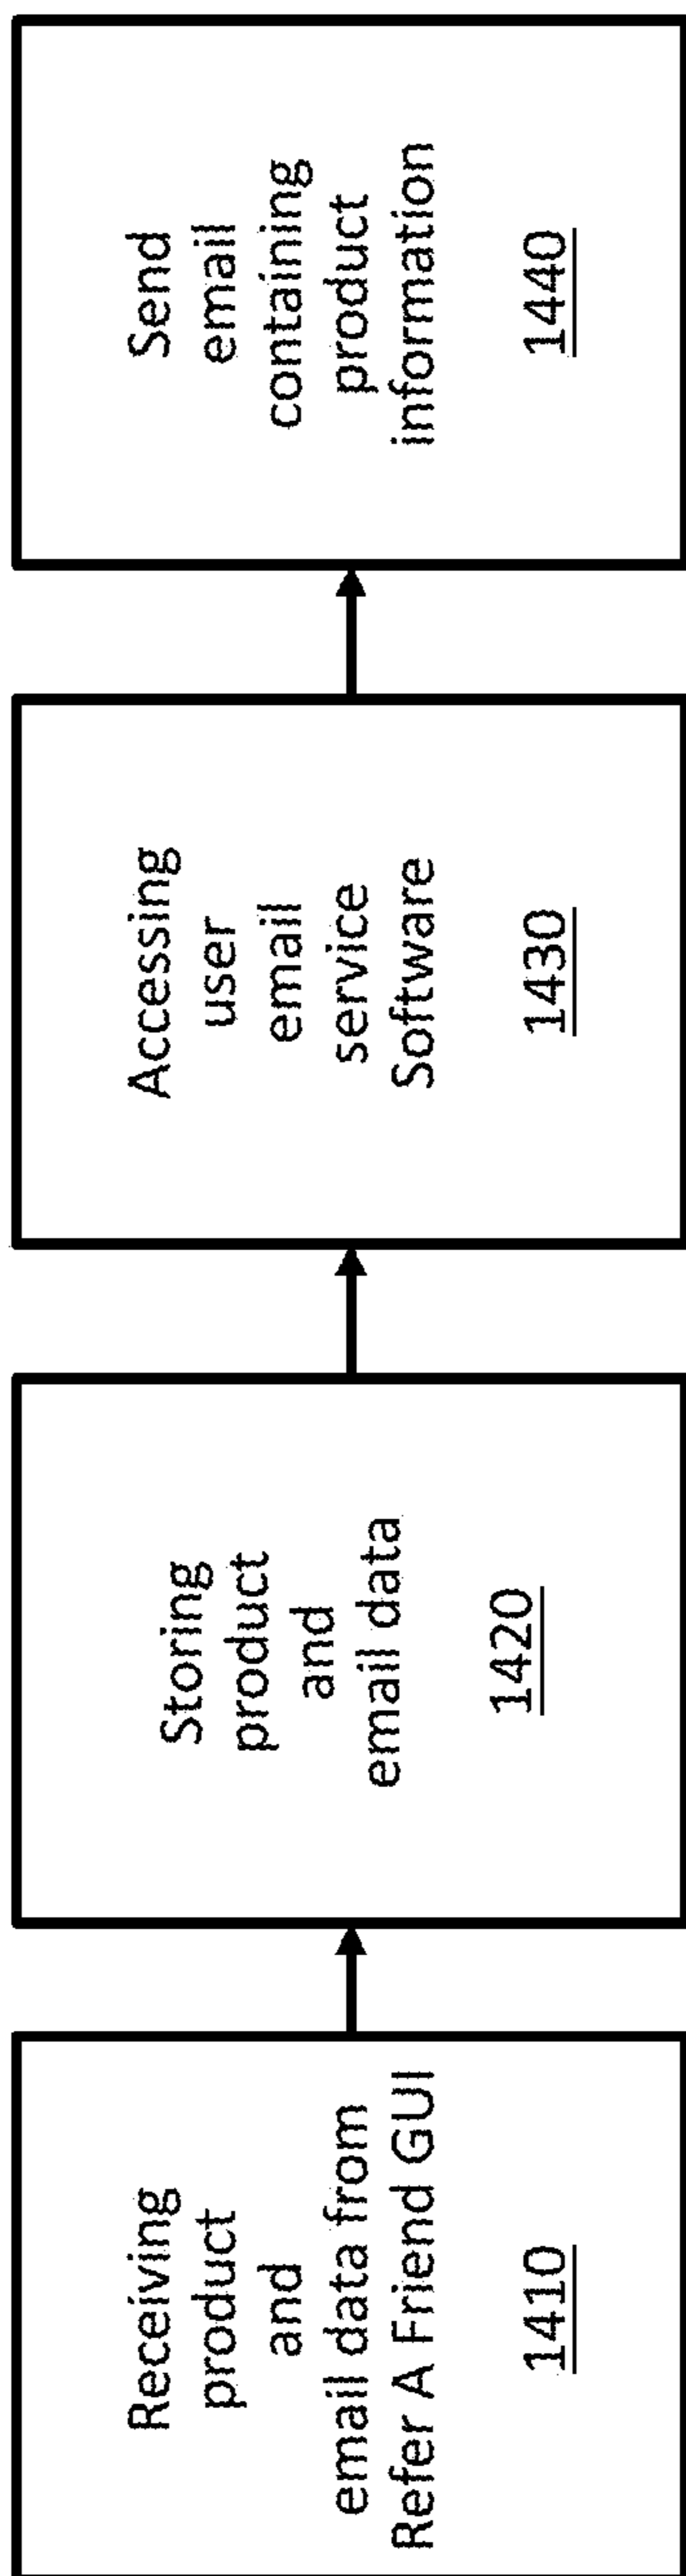 Receiving
product
and
email data from
Refer A Friend GUI
1410
Storing
product
and
email data
1420
Accessing
user
email
service
Software
1430
Send
email
containing
product
information
1440